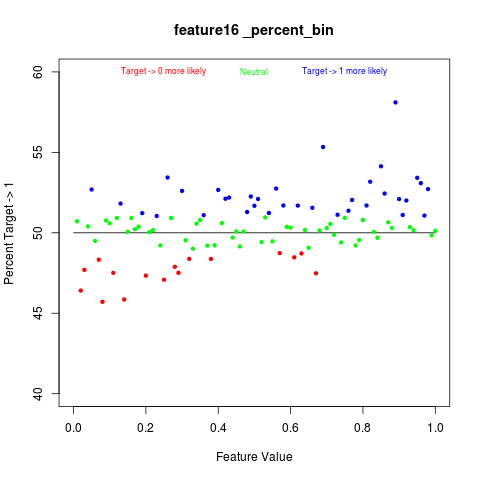 feature16 _percent_bin
Target -> 0 more likely Neutral Target -> 1 more likely
Percent Target -> 1
60
55
50
45
40
0.0 0.2 0.4 0.6 0.8 1.0
Feature Value